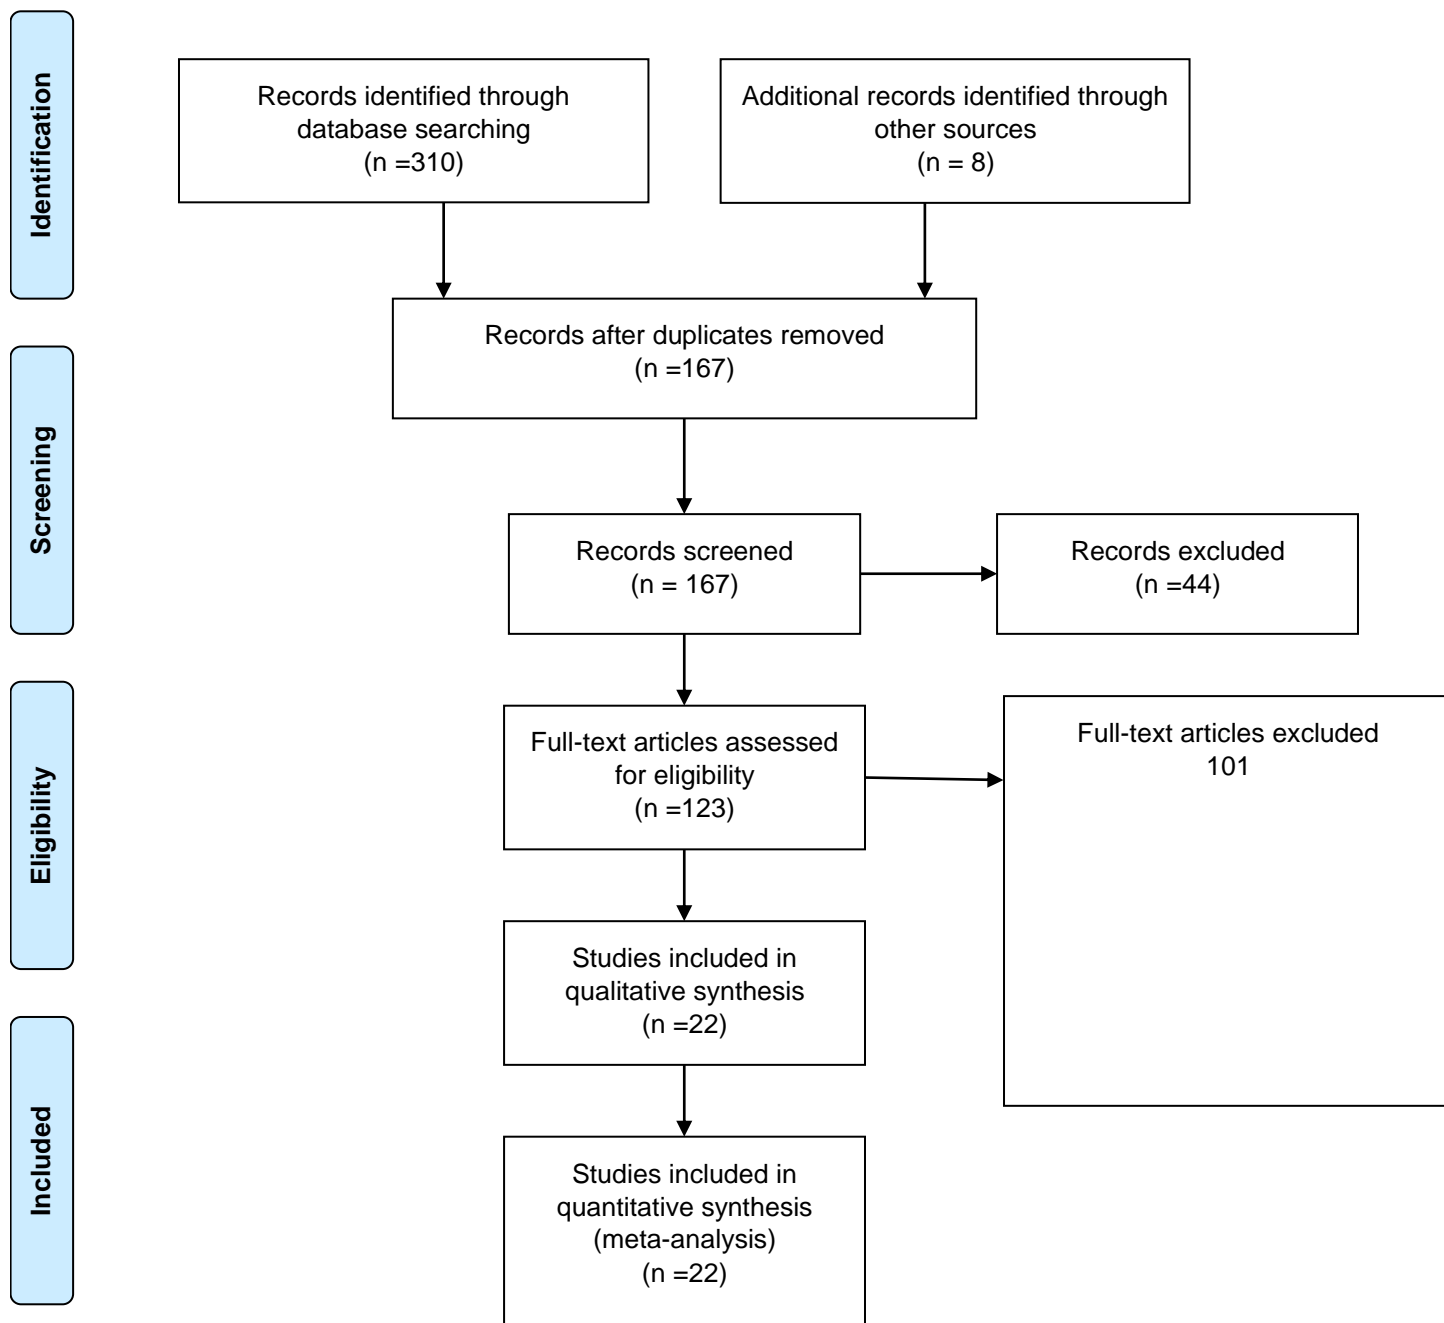 Identification
Records identified through
database searching
(n =310)
Additional records identified through
other sources
(n = 8)
Records after duplicates removed
(n =167)
Screening
Records screened
(n = 167)
Records excluded
(n =44)
Eligibility
Full-text articles assessed
for eligibility
(n =123)
Full-text articles excluded
101
Studies included in
qualitative synthesis
(n =22)
Included
Studies included in
quantitative synthesis
(meta-analysis)
(n =22)